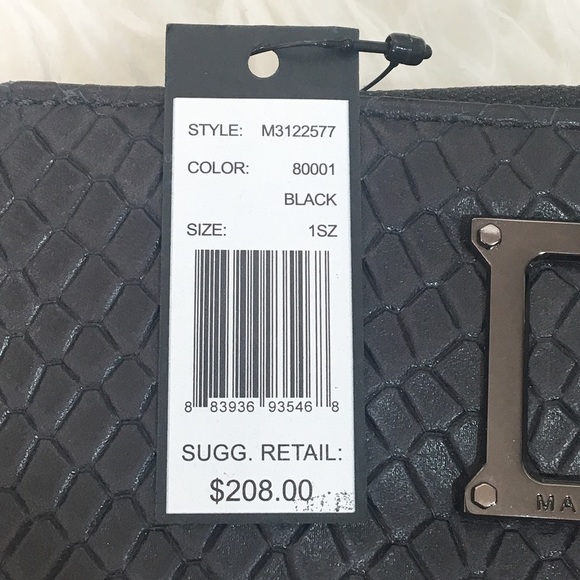 STYLE: M3122577
COLOR: 80001
BLACK
SIZE: 1SZ
8 83936 93546 8
SUGG. RETAIL:
$208.00
MA